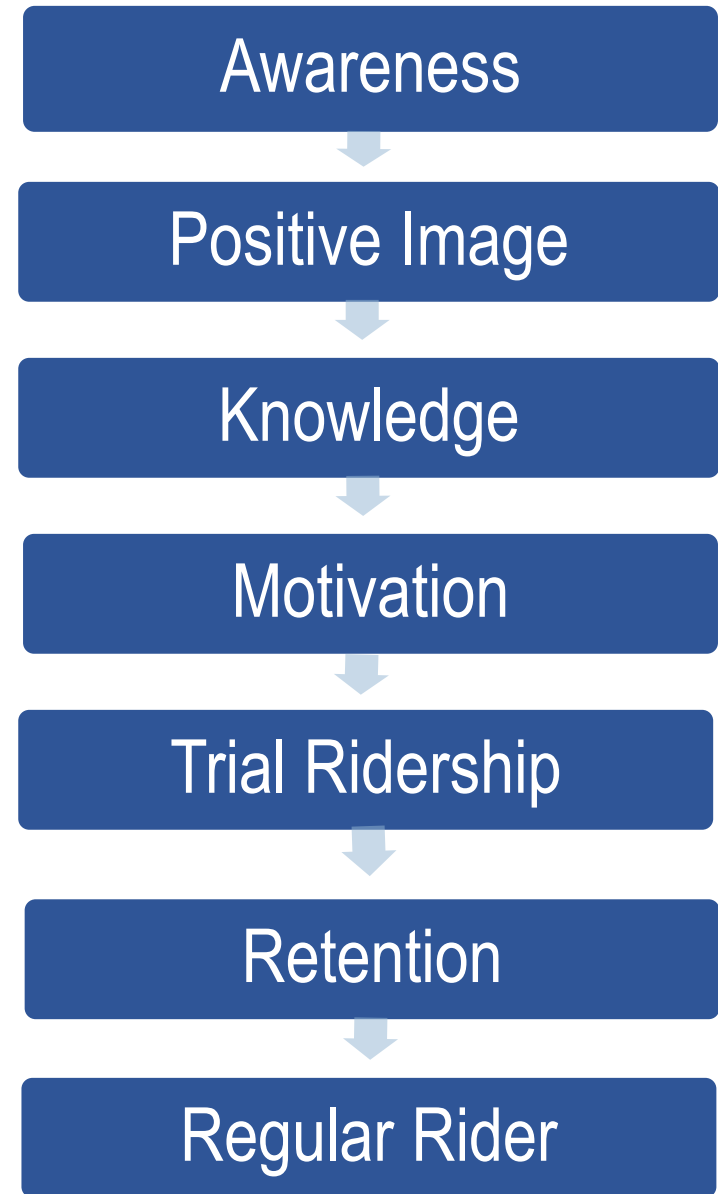 Awareness
Positive Image
Knowledge
Motivation
Trial Ridership
Retention
Regular Rider